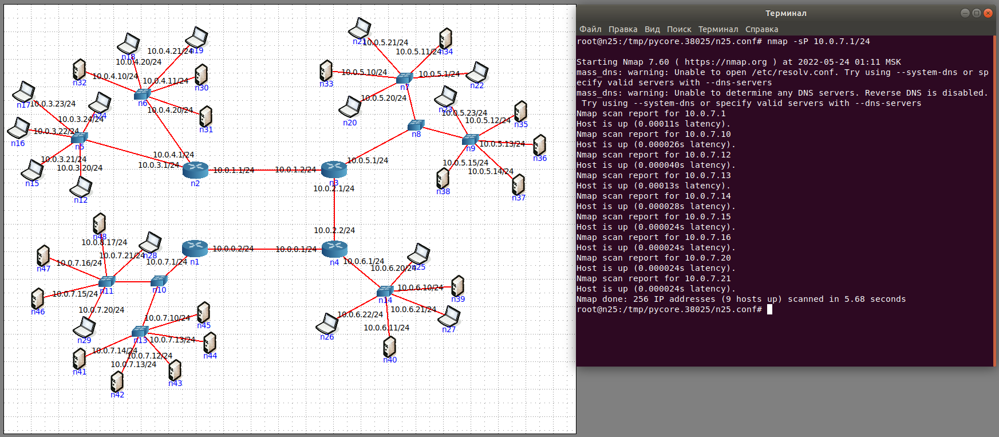 n21
10.0.5.21/24
n34
10.0.5.11/24
n18
10.0.4.21/24
n19
10.0.4.20/24
n32
10.0.4.10/24
10.0.4.11/24
n30
n33
10.0.5.10/24
n7
10.0.5.1/24
n22
n6
n17
10.0.3.23/24
n24
10.0.4.20/24
10.0.5.20/24
n23
10.0.5.23/24
10.0.3.24/24
n20
10.0.5.12/24
n35
n31
10.0.3.22/24
n16
n5
n8
n9
10.0.5.13/24
n36
10.0.4.1/24
10.0.3.21/24
10.0.3.1/24
10.0.3.20/24
10.0.5.1/24
10.0.5.15/24
10.0.5.14/24
10.0.1.1/24
10.0.1.2/24
n15
n2
n3
10.0.2.1/24
n38
n37
n12
10.0.2.2/24
n48
10.0.8.17/24
10.0.0.2/24
10.0.0.1/24
10.0.7.21/24
n28
10.0.7.16/24
n47
10.0.7.1/24
n1
n4
10.0.6.1/24
10.0.6.20/24
n25
n11
n10
10.0.6.10/24
n39
10.0.7.15/24
n46
n14
10.0.7.20/24
10.0.7.10/24
n45
10.0.6.22/24
10.0.6.21/24
n27
10.0.6.11/24
n26
n29
n13
10.0.7.13/24
n44
10.0.7.14/24
10.0.7.12/24
10.0.7.13/24
n41
n40
n43
n42
Терминал
Файл Правка Вид Поиск Терминал Справка
root@n25:/tmp/pycore.38025/n25.conf# nmap -sP 10.0.7.1/24
Starting Nmap 7.60 ( https://nmap.org ) at 2022-05-24 01:11 MSK
mass_dns: warning: Unable to open /etc/resolv.conf. Try using --system-dns or sp
ecify valid servers with --dns-servers
mass_dns: warning: Unable to determine any DNS servers. Reverse DNS is disabled.
Try using --system-dns or specify valid servers with --dns-servers
Nmap scan report for 10.0.7.1
Host is up (0.00011s latency).
Nmap scan report for 10.0.7.10
Host is up (0.000026s latency).
Nmap scan report for 10.0.7.12
Host is up (0.000040s latency).
Nmap scan report for 10.0.7.13
Host is up (0.00013s latency).
Nmap scan report for 10.0.7.14
Host is up (0.000028s latency).
Nmap scan report for 10.0.7.15
Host is up (0.000024s latency).
Nmap scan report for 10.0.7.16
Host is up (0.000024s latency).
Nmap scan report for 10.0.7.20
Host is up (0.000024s latency).
Nmap scan report for 10.0.7.21
Host is up (0.000024s latency).
Nmap done: 256 IP addresses (9 hosts up) scanned in 5.68 seconds
root@n25:/tmp/pycore.38025/n25.conf#